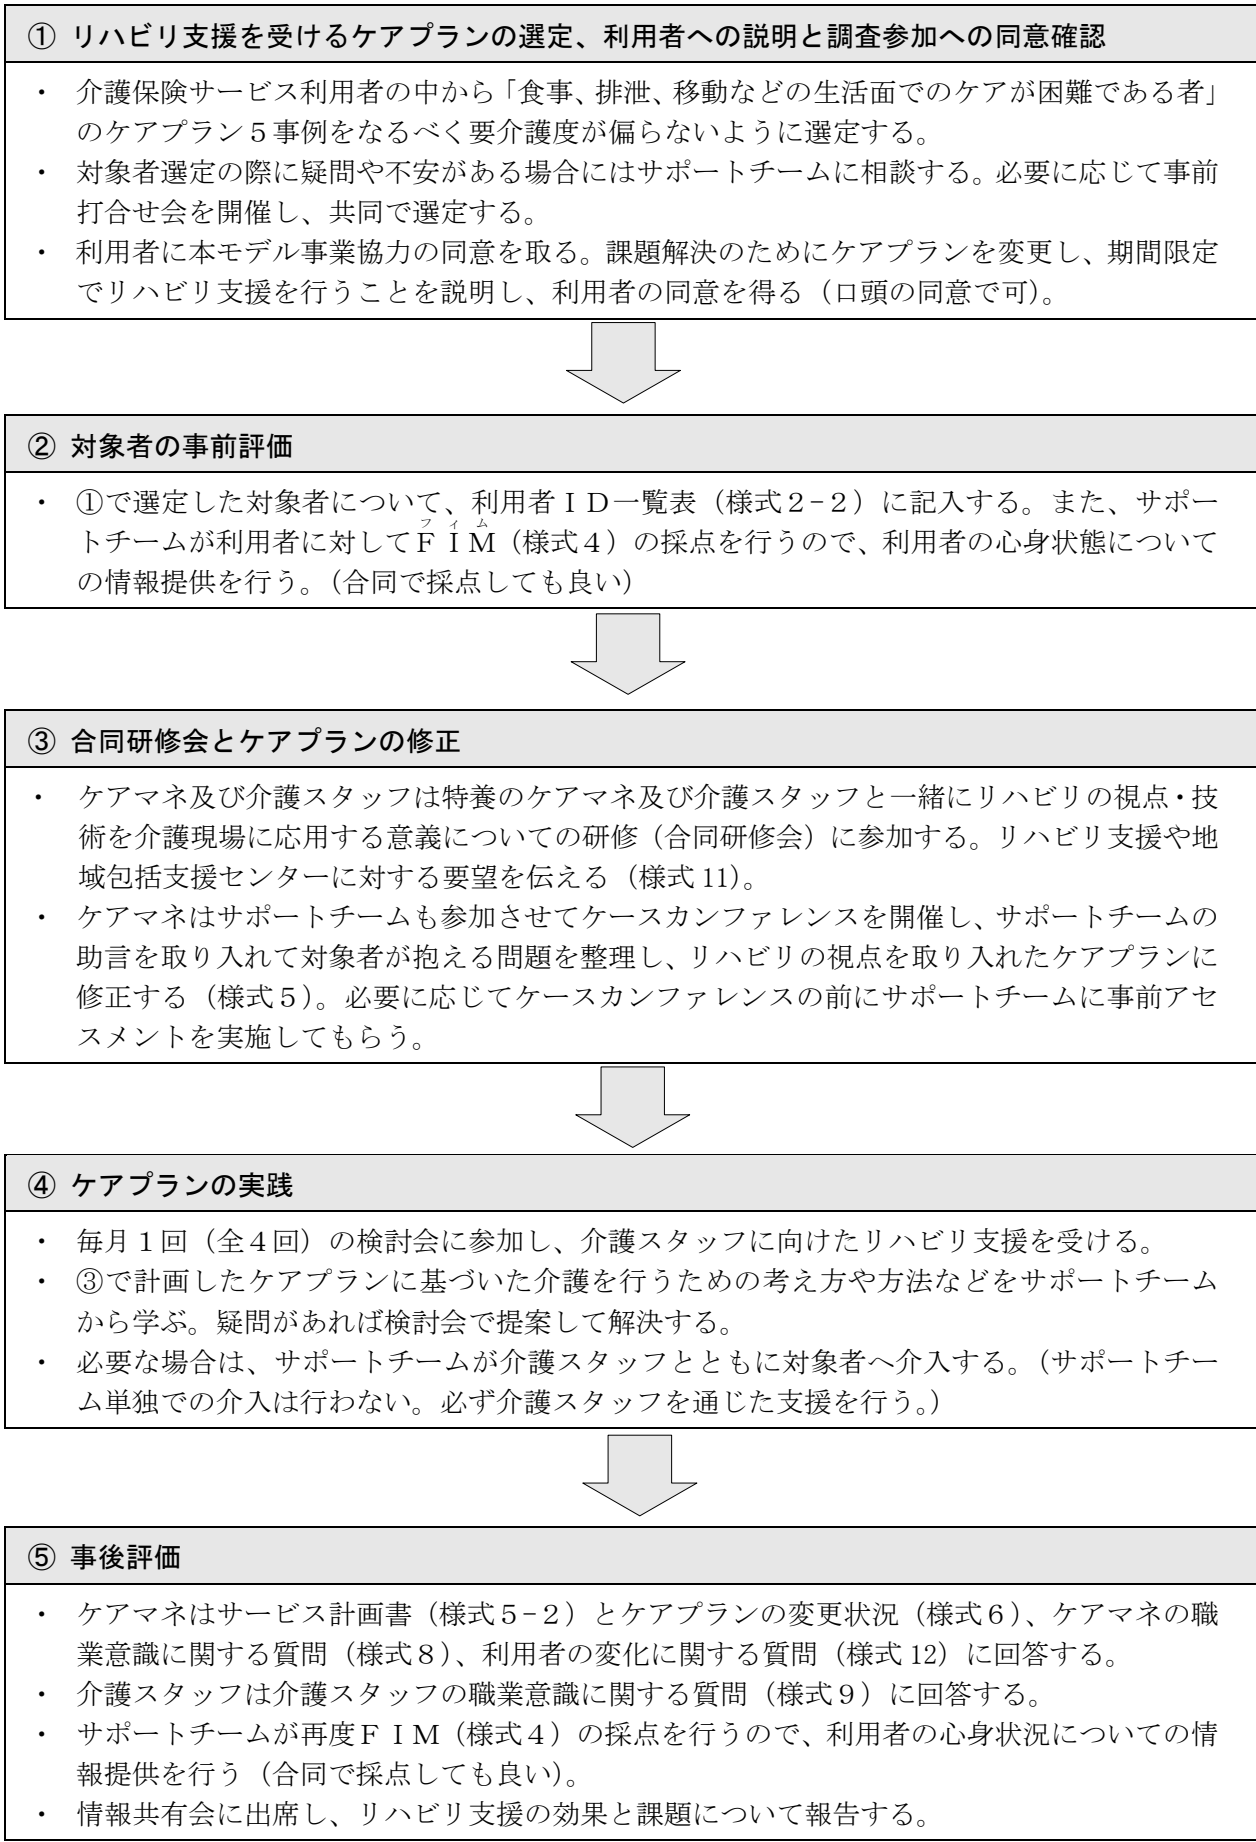 ① リハビリ支援を受けるケアプランの選定、利用者への説明と調査参加への同意確認
・ 介護保険サービス利用者の中から「食事、排泄、移動などの生活面でのケアが困難である者」
のケアプラン５事例をなるべく要介護度が偏らないように選定する。
・ 対象者選定の際に疑問や不安がある場合にはサポートチームに相談する。必要に応じて事前
打合せ会を開催し、共同で選定する。
・ 利用者に本モデル事業協力の同意を取る。課題解決のためにケアプランを変更し、期間限定
でリハビリ支援を行うことを説明し、利用者の同意を得る（口頭の同意で可）。
② 対象者の事前評価
・ ①で選定した対象者について、利用者ＩＤ一覧表（様式２−２）に記入する。また、サポー
フィム
トチームが利用者に対してＦＩＭ（様式４）の採点を行うので、利用者の心身状態について
の情報提供を行う。（合同で採点しても良い）
③ 合同研修会とケアプランの修正
・ ケアマネ及び介護スタッフは特養のケアマネ及び介護スタッフと一緒にリハビリの視点・技
術を介護現場に応用する意義についての研修（合同研修会）に参加する。リハビリ支援や地
域包括支援センターに対する要望を伝える（様式 11）。
・ ケアマネはサポートチームも参加させてケースカンファレンスを開催し、サポートチームの
助言を取り入れて対象者が抱える問題を整理し、リハビリの視点を取り入れたケアプランに
修正する（様式５）。必要に応じてケースカンファレンスの前にサポートチームに事前アセ
スメントを実施してもらう。
④ ケアプランの実践
・ 毎月１回（全４回）の検討会に参加し、介護スタッフに向けたリハビリ支援を受ける。
・ ③で計画したケアプランに基づいた介護を行うための考え方や方法などをサポートチーム
から学ぶ。疑問があれば検討会で提案して解決する。
・ 必要な場合は、サポートチームが介護スタッフとともに対象者へ介入する。（サポートチー
ム単独での介入は行わない。必ず介護スタッフを通じた支援を行う。）
⑤ 事後評価
・ ケアマネはサービス計画書（様式５−２）とケアプランの変更状況（様式６）、ケアマネの職
業意識に関する質問（様式８）、利用者の変化に関する質問（様式 12）に回答する。
・ 介護スタッフは介護スタッフの職業意識に関する質問（様式９）に回答する。
・ サポートチームが再度ＦＩＭ（様式４）の採点を行うので、利用者の心身状況についての情
報提供を行う（合同で採点しても良い）。
・ 情報共有会に出席し、リハビリ支援の効果と課題について報告する。